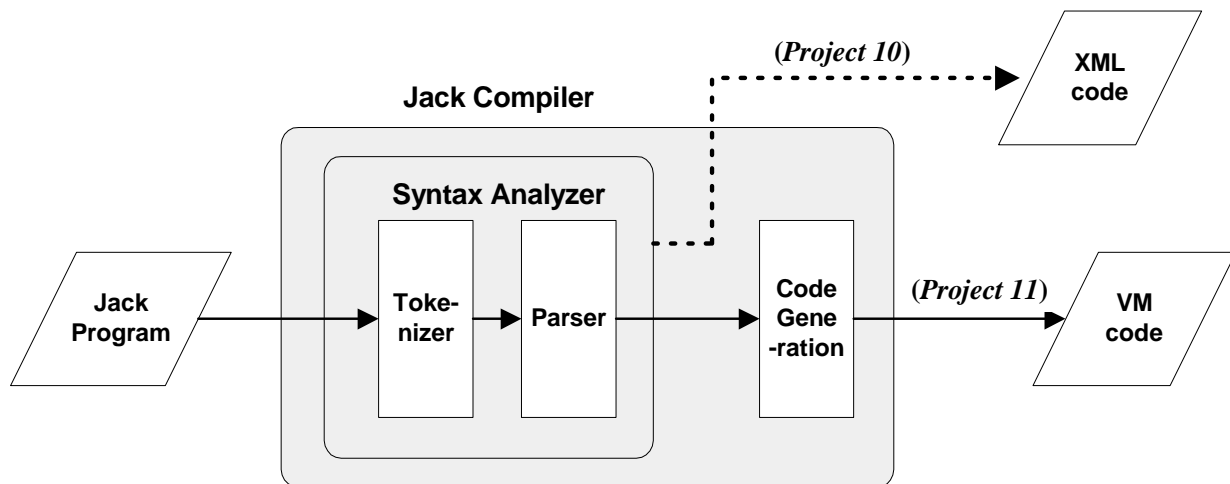 (Project 10)
XML
code
Jack Compiler
Syntax Analyzer
Jack
Program
Toke-
nizer
Parser
Code
Gene
-ration
(Project 11)
VM
code